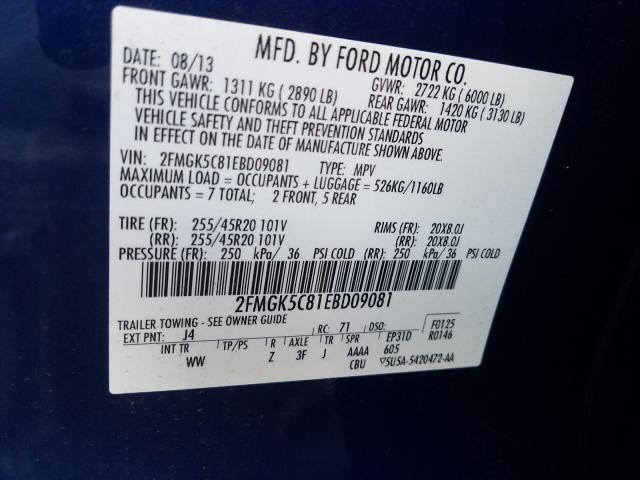 MFD. BY FORD MOTOR CO.
DATE: 08/13 GVWR: 2722 KG ( 6000 LB)
FRONT GAWR: 1311 KG ( 2890 LB) REAR GAWR: 1420 KG ( 3130 LB)
THIS VEHICLE CONFORMS TO ALL APPLICABLE FEDERAL MOTOR
VEHICLE SAFETY AND THEFT PREVENTION STANDARDS
IN EFFECT ON THE DATE OF MANUFACTURE SHOWN ABOVE.
VIN: 2FMGK5C81EBD09081 TYPE: MPV
MAXIMUM LOAD = OCCUPANTS + LUGGAGE = 526KG/1160LB
OCCUPANTS = 7 TOTAL; 2 FRONT, 5 REAR
TIRE (FR): 255/45R20 101V RIMS (FR): 20X8.0J
(RR): 255/45R20 101V (RR): 20X8.0J
PRESSURE (FR): 250 kPa/ 36 PSI COLD (RR): 250 kPa/ 36 PSI COLD
2FMGK5C81EBD09081
TRAILER TOWING - SEE OWNER GUIDE
EXT PNT: J4 RC: 71 DSO: F0125
INT TR TP/PS R AXLE TR SPR EP31D R0146
WW Z 3F J AAAA 605
CBU 5U5A-5420472-AA